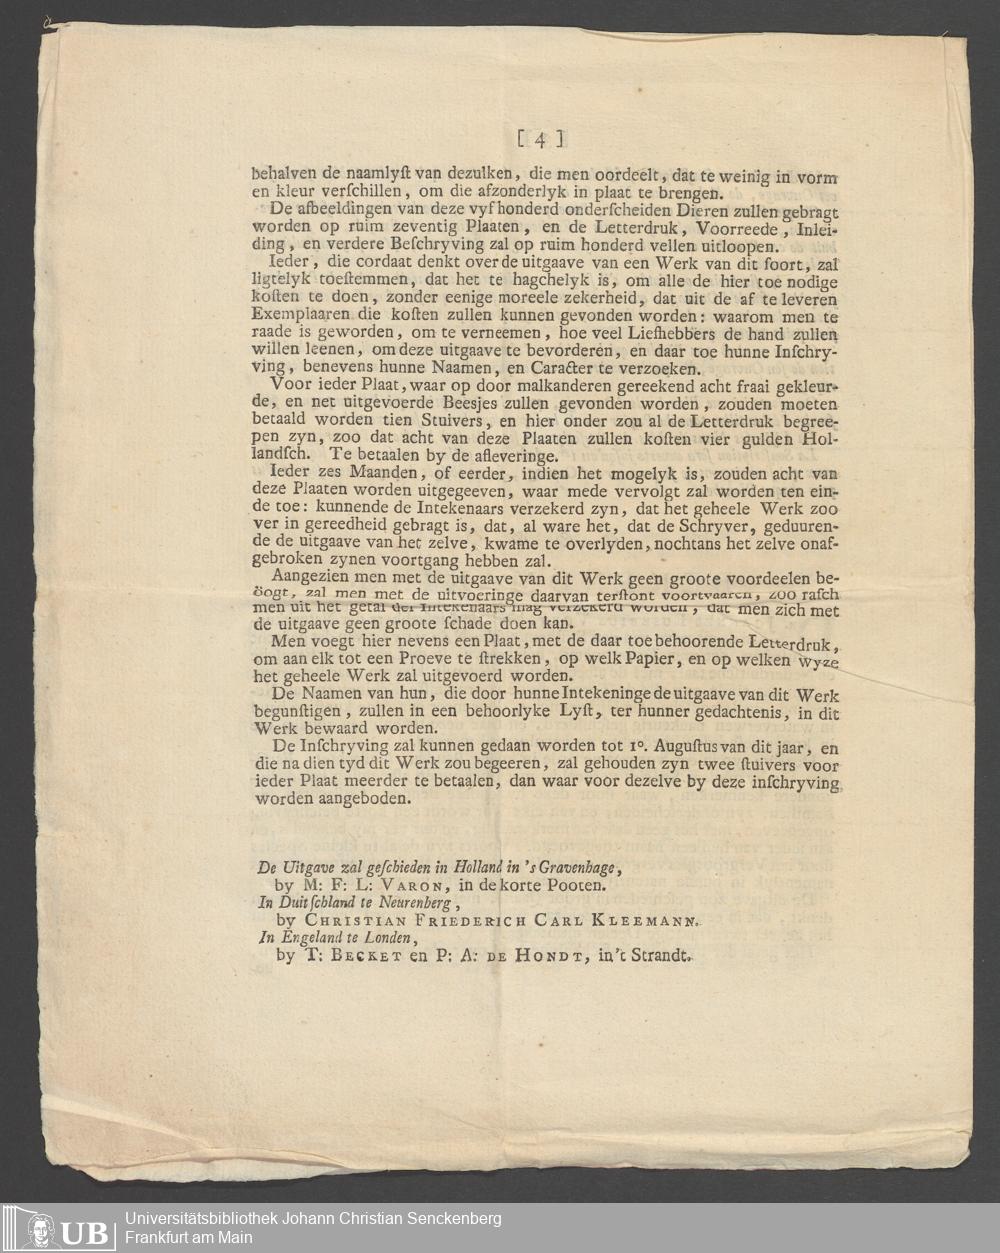 [ 4 ]
behalven de naamlyſt van dezulken, die men oordeelt, dat te weinig in vorm
en kleur verſchillen, om die afzonderlyk in plaat te brengen.
De afbeeldingen van deze vyf honderd onderſcheiden Dieren zullen gebragt
worden op ruim zeventig Plaaten, en de Letterdruk, Voorreede, Inlei-
ding, en verdere Beſchryving zal op ruim honderd vellen uitloopen.
Ieder, die cordaat denkt over de uitgaave van een Werk van dit ſoort, zal
ligtelyk toeſtemmen, dat het te hagchelyk is, om alle de hier toe nodige
koſten te doen, zonder eenige moreele zekerheid, dat uit de af te leveren
Exemplaaren die koſten zullen kunnen gevonden worden: waarom men te
raade is geworden, om te verneemen, hoe veel Liefhebbers de hand zullen
willen leenen, om deze uitgaave te bevorderen, en daar toe hunne Inſchry-
ving, benevens hunne Naamen, en Caracter te verzoeken.
Voor ieder Plaat, waar op door malkanderen gereekend acht fraai gekleur-
de, en net uitgevoerde Beesjes zullen gevonden worden, zouden moeten
betaald worden tien Stuivers, en hier onder zou al de Letterdruk begree-
pen zyn, zoo dat acht van deze Plaaten zullen koſten vier gulden Hol-
landſch. Te betaalen by de afleveringe.
Ieder zes Maanden, of eerder, indien het mogelyk is, zouden acht van
deze Plaaten worden uitgegeeven, waar mede vervolgt zal worden ten ein-
de toe: kunnende de Intekenaars verzekerd zyn, dat het geheele Werk zoo
ver in gereedheid gebragt is, dat, al ware het, dat de Schryver, geduuren-
de de uitgaave van het zelve, kwame te overlyden, nochtans het zelve onaf-
gebroken zynen voortgang hebben zal.
Aangezien men met de uitgaave van dit Werk geen groote voordeelen be-
öogt, zal men met de uitvoeringe daarvan terſtont voortvaaren, zoo raſch
men uit het getal der Intekenaars mag verzekerd worden, dat men zich met
de uitgaave geen groote ſchade doen kan.
Men voegt hier nevens een Plaat, met de daar toe behoorende Letterdruk,
om aan elk tot een Proeve te ſtrekken, op welk Papier, en op welken wyze
het geheele Werk zal uitgevoerd worden.
De Naamen van hun, die door hunne Intekeninge de uitgaave van dit Werk
begunſtigen, zullen in een behoorlyke Lyſt, ter hunner gedachtenis, in dit
Werk bewaard worden.
De Inſchryving zal kunnen gedaan worden tot 1º. Auguſtus van dit jaar, en
die na dien tyd dit Werk zou begeeren, zal gehouden zyn twee ſtuivers voor
ieder Plaat meerder te betaalen, dan waar voor dezelve by deze inſchryving
worden aangeboden.
De Uitgave zal geſchieden in Holland in 's Gravenhage,
by M: F: L: VARON, in de korte Pooten.
In Duitſchland te Neurenberg,
by CHRISTIAN FRIEDERICH CARL KLEEMANN.
In Engeland te Londen,
by T: BECKET en P: A: DE HONDT, in 't Strandt.
UB
Universitätsbibliothek Johann Christian Senckenberg
Frankfurt am Main